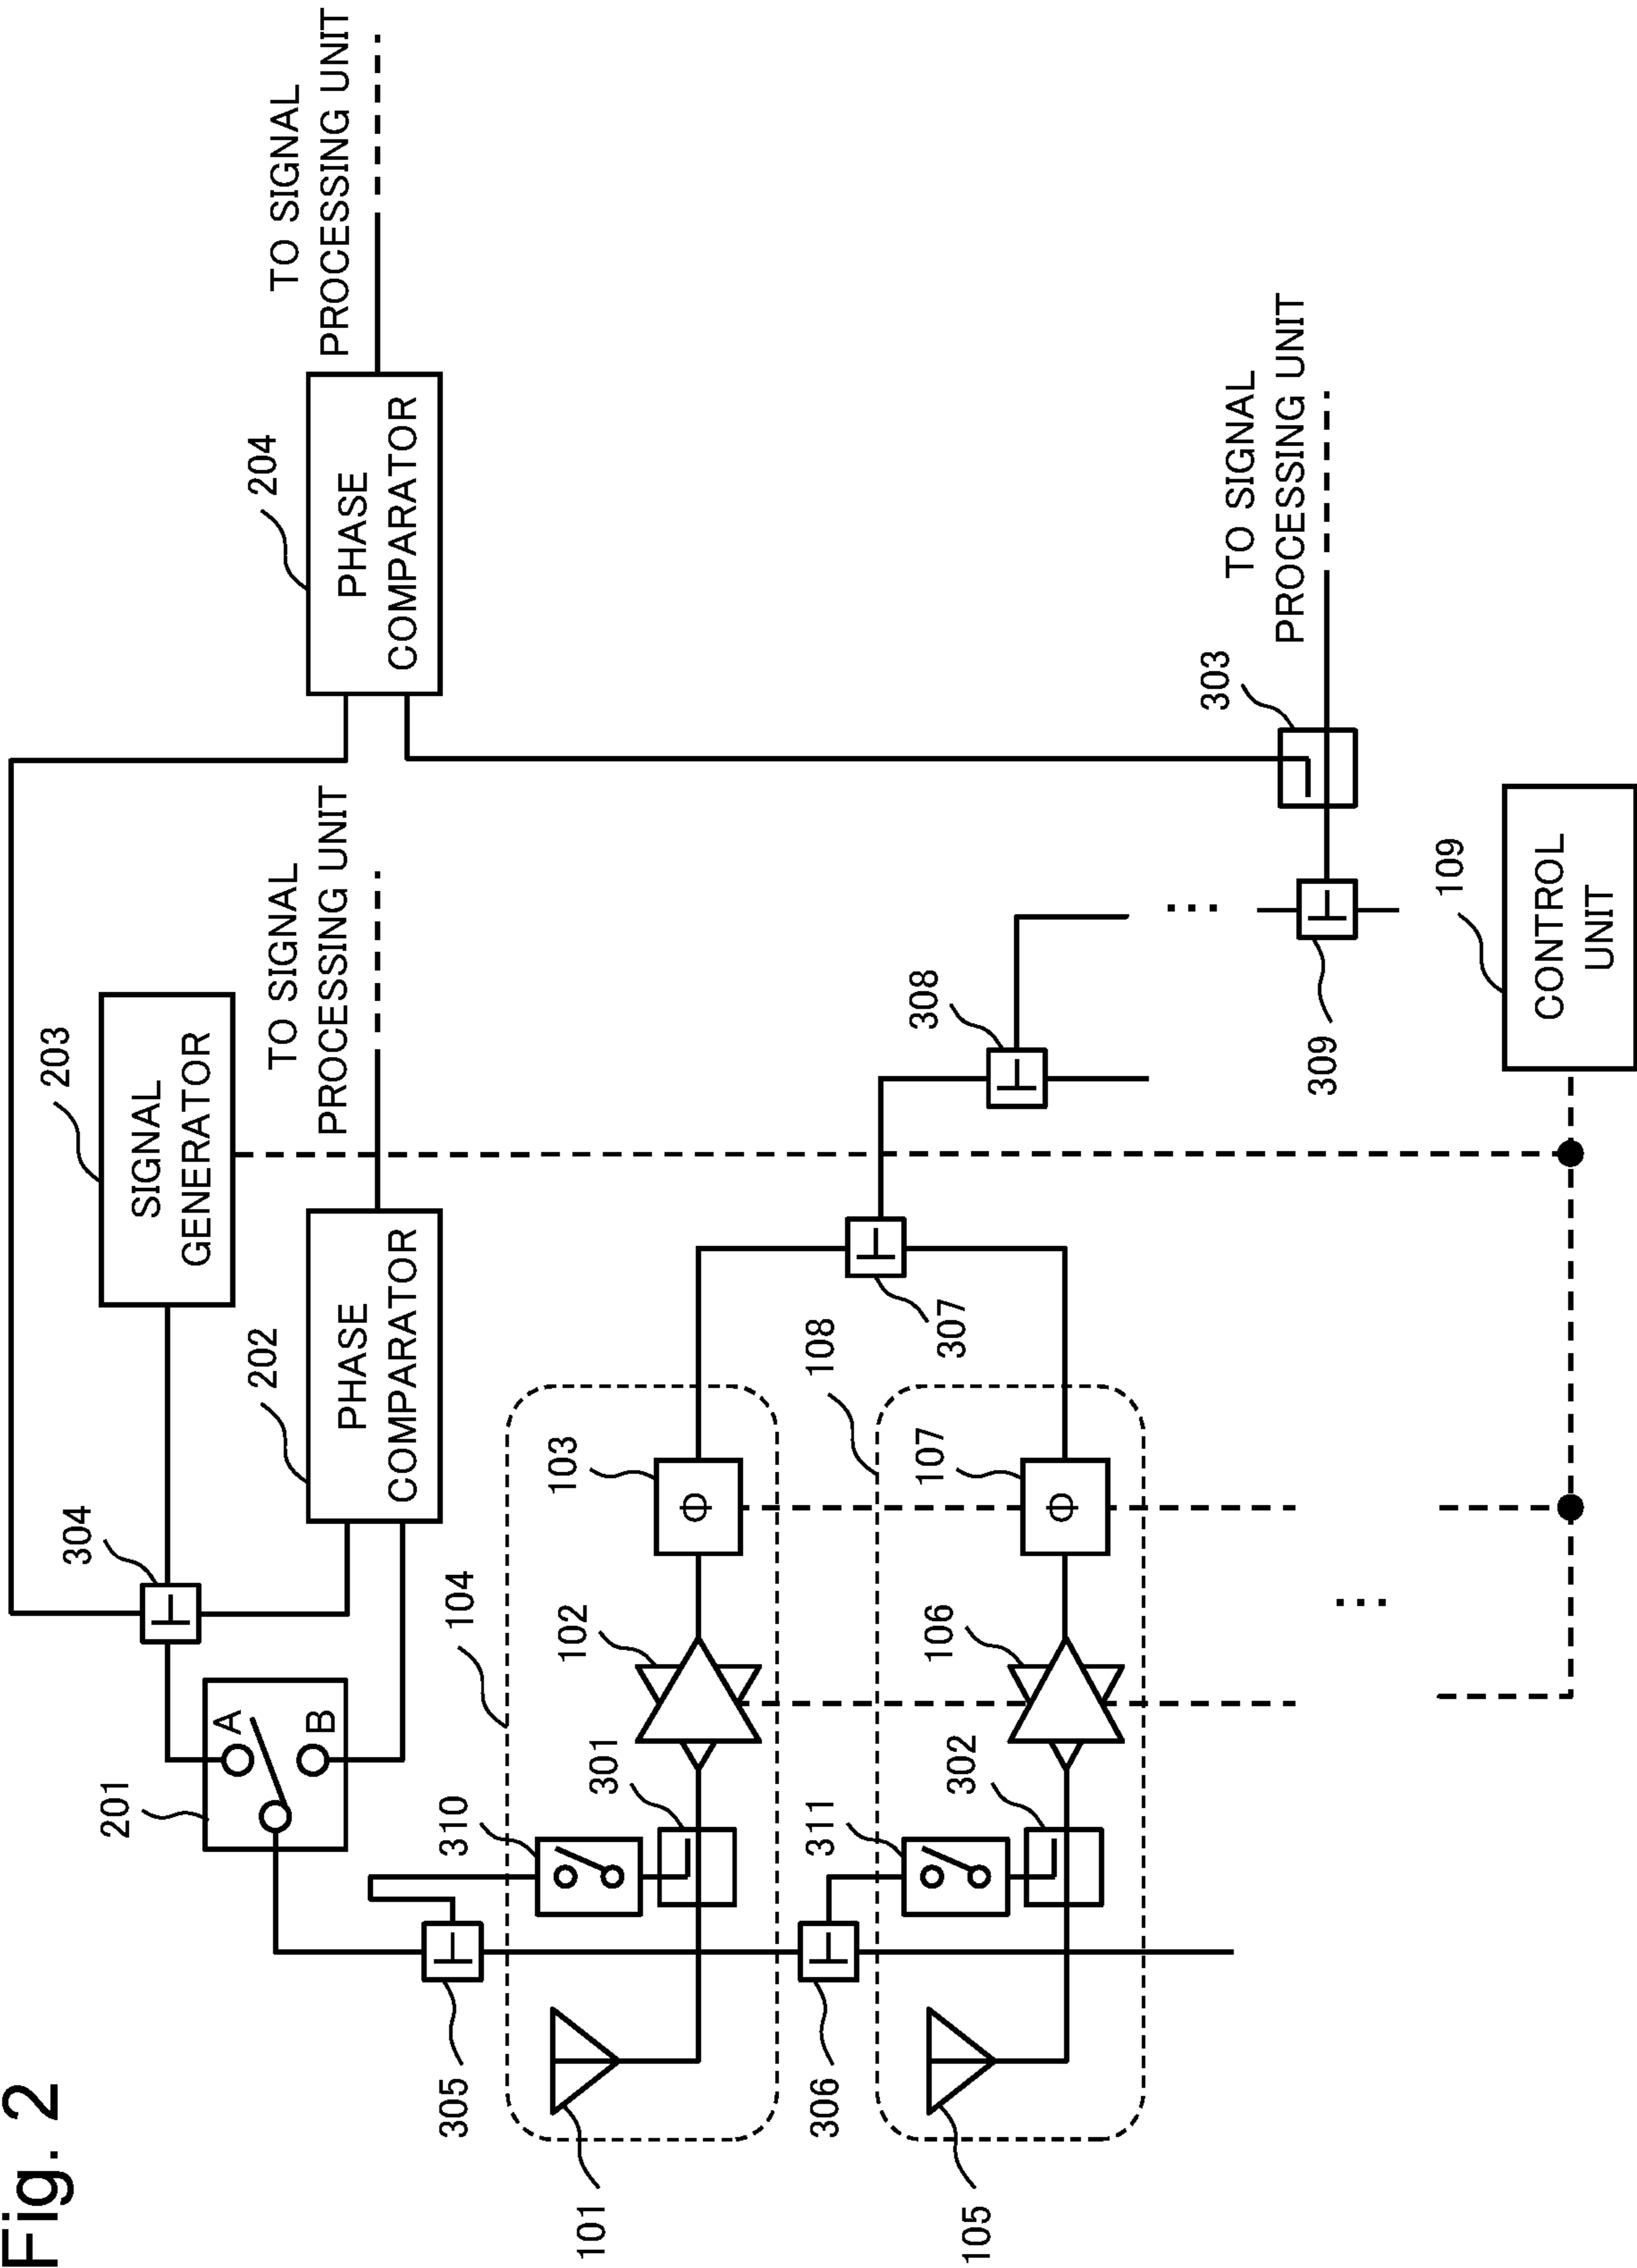 Fig. 2
203
SIGNAL
GENERATOR
204
PHASE
COMPARATOR
TO SIGNAL
PROCESSING UNIT
304
202
PHASE
COMPARATOR
TO SIGNAL
PROCESSING UNIT
201
A
B
305
310
301
104
102
103
Φ
101
307
308
306
311
302
106
107
Φ
108
105
...
...
309
303
TO SIGNAL
PROCESSING UNIT
109
CONTROL
UNIT